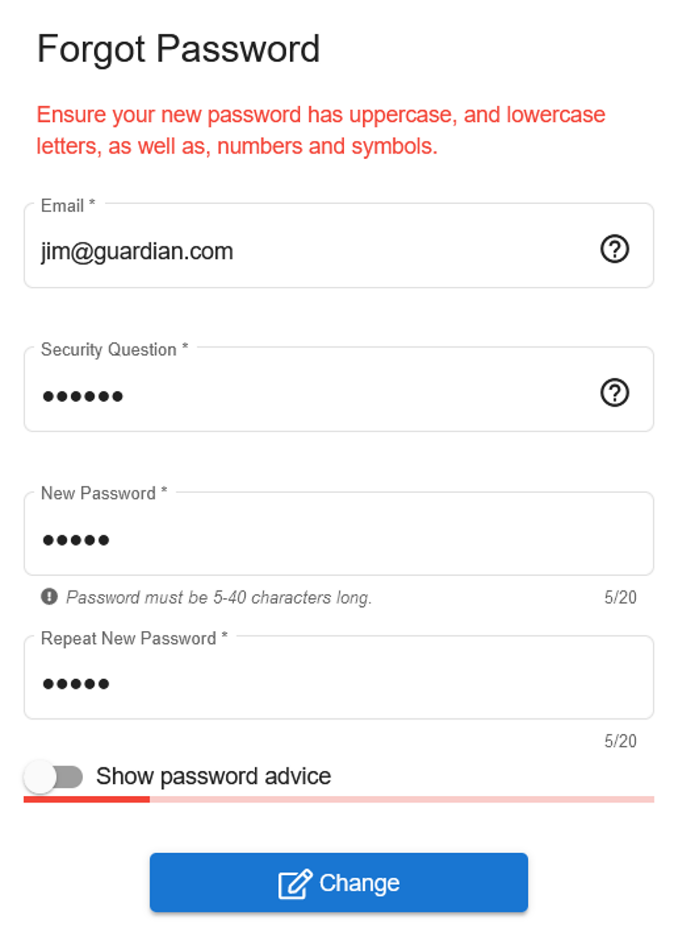 Forgot Password
Ensure your new password has uppercase, and lowercase
letters, as well as, numbers and symbols.
Email *
jim@guardian.com
Security Question *
••••••
New Password *
•••••
Password must be 5-40 characters long. 5/20
Repeat New Password *
•••••
5/20
Show password advice
Change